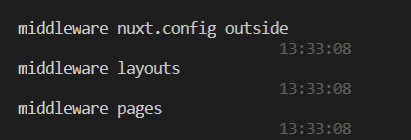 middleware nuxt.config outside
13:33:08
middleware layouts
13:33:08
middleware pages
13:33:08